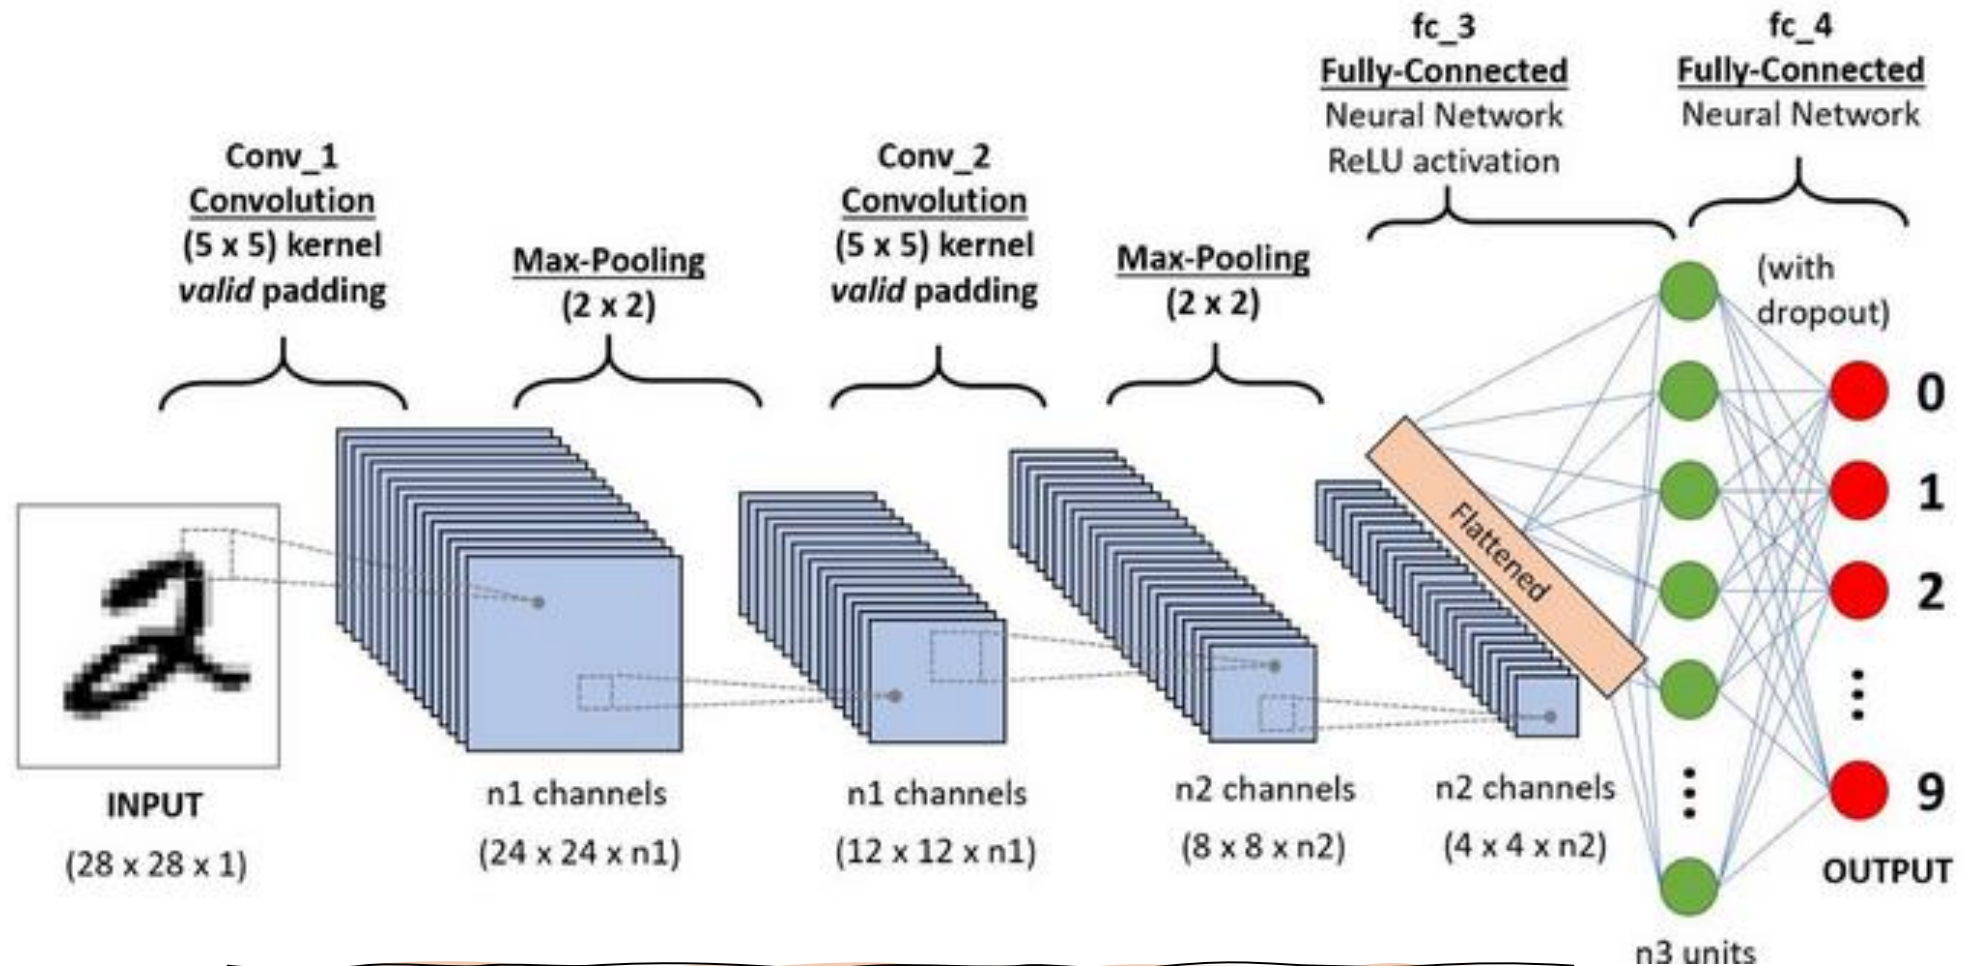 Conv_1
Convolution
(5 x 5) kernel
valid padding
Max-Pooling
(2 x 2)
Conv_2
Convolution
(5 x 5) kernel
valid padding
Max-Pooling
(2 x 2)
fc_3
Fully-Connected
Neural Network
ReLU activation
fc_4
Fully-Connected
Neural Network
(with
dropout)
Flattened
0
1
2
9
OUTPUT
2
INPUT
(28 x 28 x 1)
n1 channels
(24 x 24 x n1)
n1 channels
(12 x 12 x n1)
n2 channels
(8 x 8 x n2)
n2 channels
(4 x 4 x n2)
n3 units